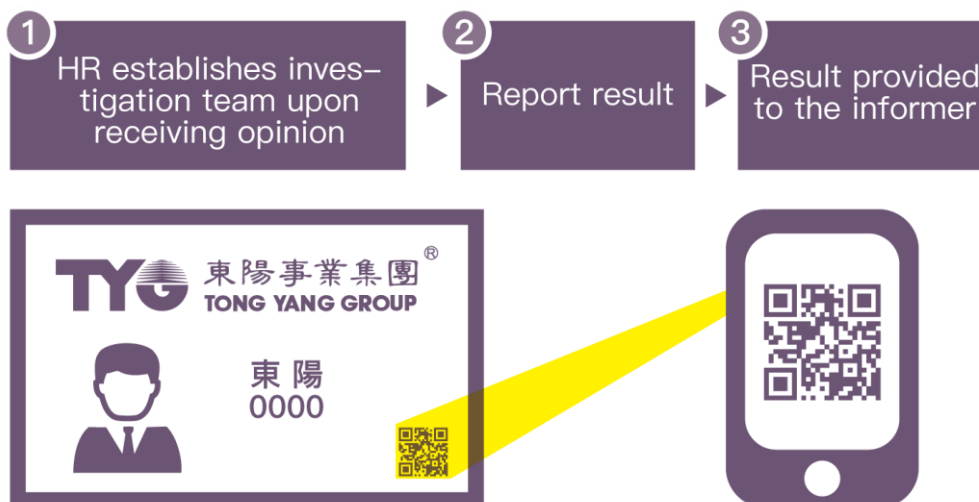 1
HR establishes inves-
tigation team upon
receiving opinion
2
Report result
3
Result provided
to the informer
TYG 東陽事業集團®
TONG YANG GROUP
東陽
0000